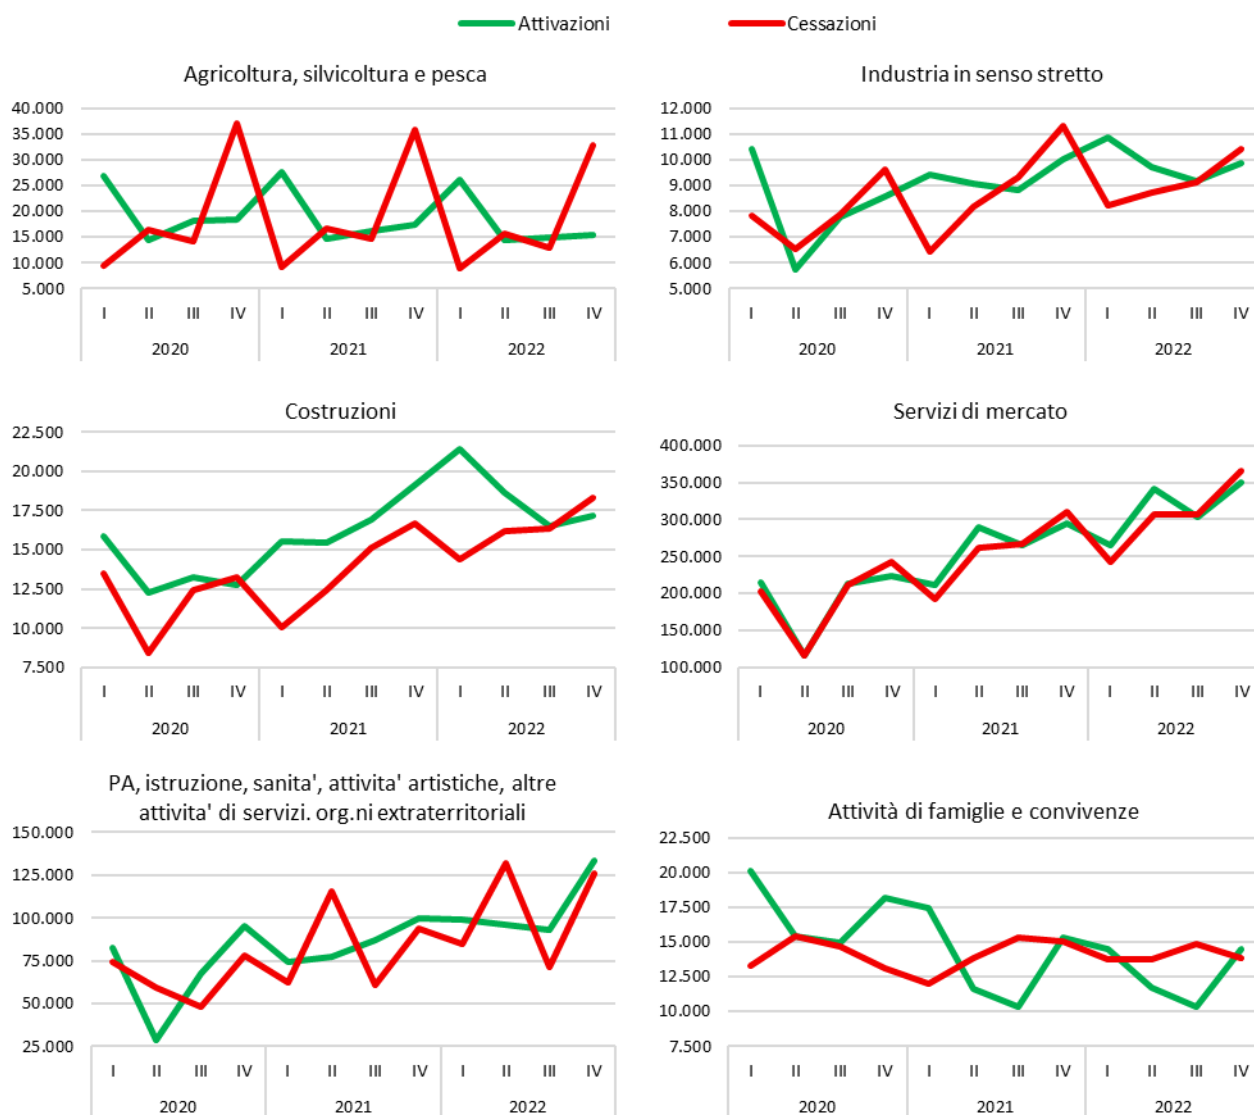 Attivazioni Cessazioni
Agricoltura, silvicoltura e pesca
40.000
35.000
30.000
25.000
20.000
15.000
10.000
5.000
I II III IV I II III IV I II III IV
2020 2021 2022
Industria in senso stretto
12.000
11.000
10.000
9.000
8.000
7.000
6.000
5.000
I II III IV I II III IV I II III IV
2020 2021 2022
Costruzioni
22.500
20.000
17.500
15.000
12.500
10.000
7.500
I II III IV I II III IV I II III IV
2020 2021 2022
Servizi di mercato
400.000
350.000
300.000
250.000
200.000
150.000
100.000
I II III IV I II III IV I II III IV
2020 2021 2022
PA, istruzione, sanita', attivita' artistiche, altre
attivita' di servizi. org.ni extraterritoriali
150.000
125.000
100.000
75.000
50.000
25.000
I II III IV I II III IV I II III IV
2020 2021 2022
Attività di famiglie e convivenze
22.500
20.000
17.500
15.000
12.500
10.000
7.500
I II III IV I II III IV I II III IV
2020 2021 2022